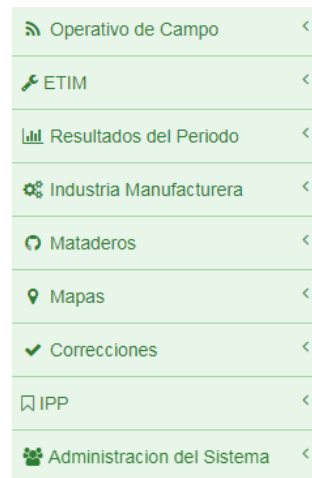 Operativo de Campo
ETIM
Resultados del Periodo
Industria Manufacturera
Mataderos
Mapas
Correcciones
IPP
Administracion del Sistema